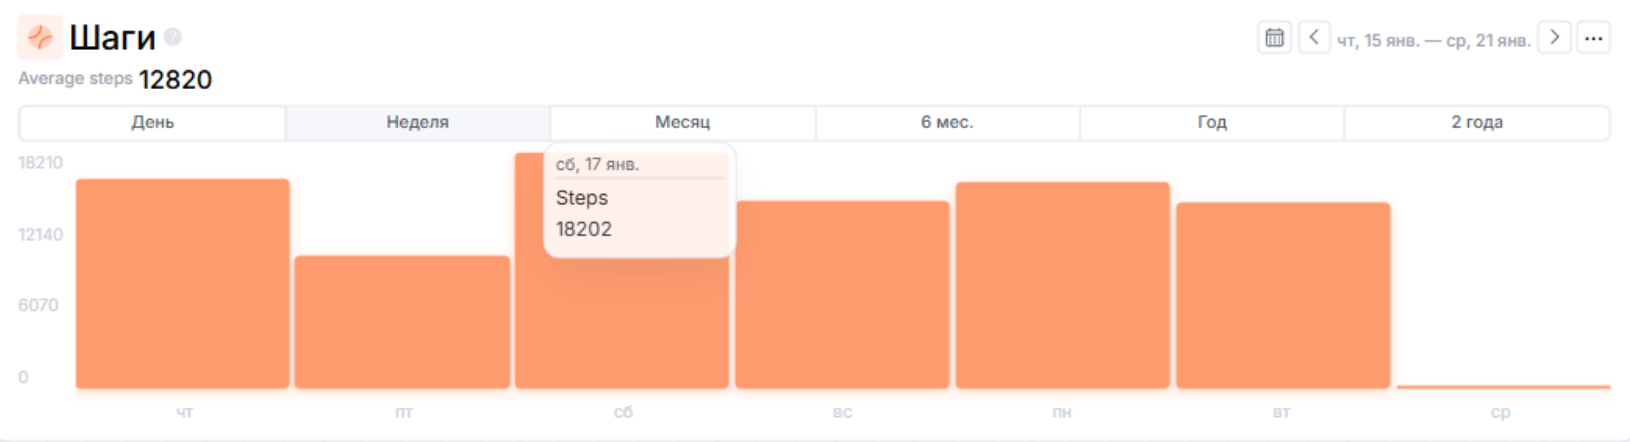 Шаги ?
чт, 15 янв. — ср, 21 янв. ...
Average steps 12820
День Неделя Месяц 6 мес. Год 2 года
18210
12140
6070
0
сб, 17 янв.
Steps
18202
чт пт сб вс пн вт ср